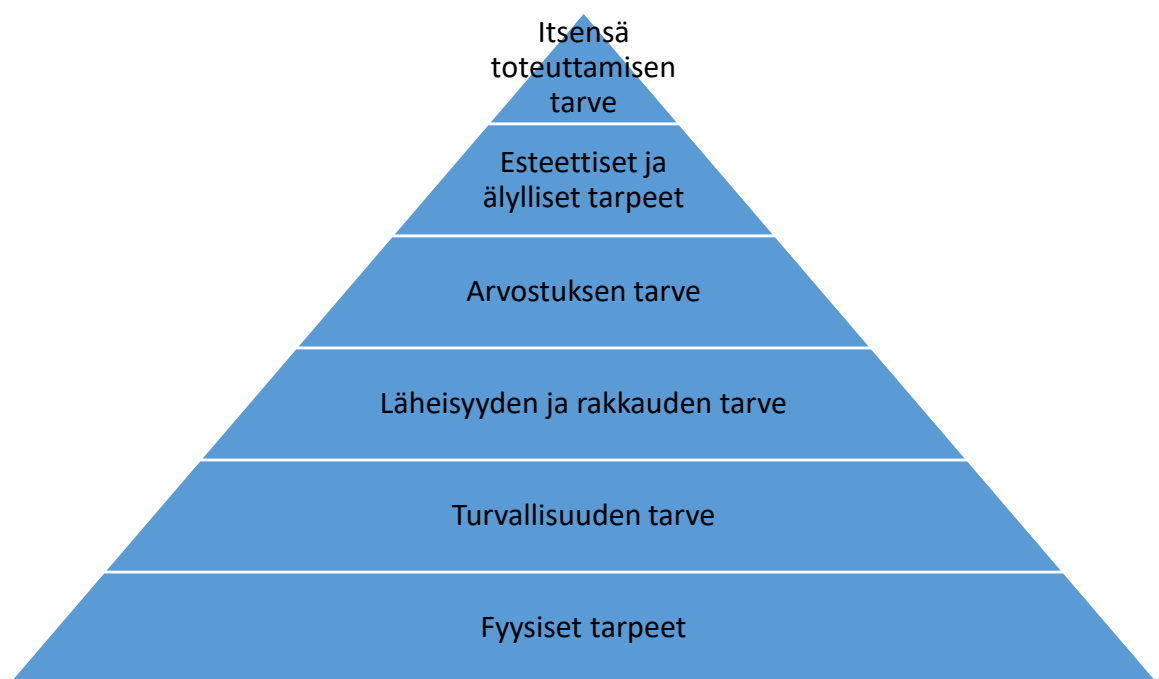 Itsensä
toteuttamisen
tarve
Esteettiset ja
älylliset tarpeet
Arvostuksen tarve
Läheisyyden ja rakkauden tarve
Turvallisuuden tarve
Fyysiset tarpeet